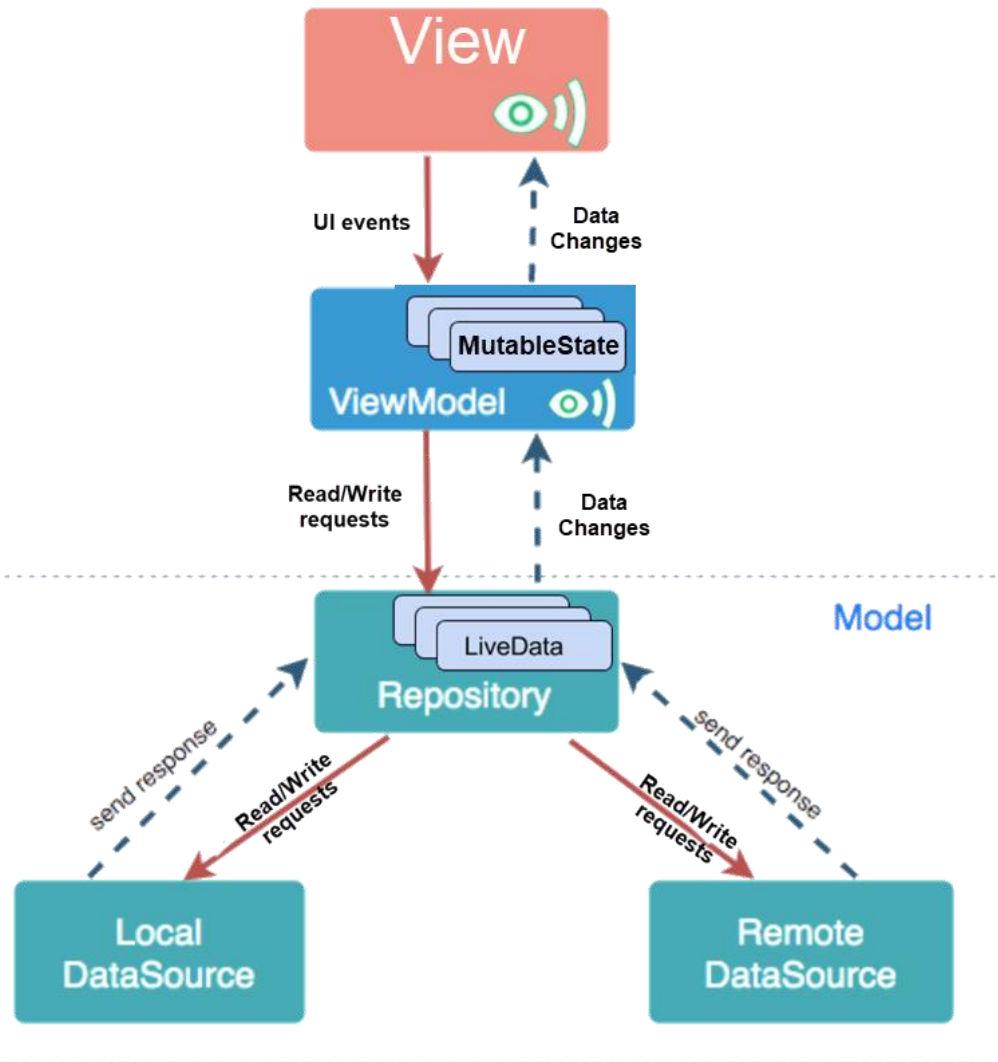 View
UI events
Data
Changes
MutableState
ViewModel
Read/Write
requests
Data
Changes
Model
LiveData
Repository
send response
Read/Write
requests
Read/Write
requests
send response
Local
DataSource
Remote
DataSource